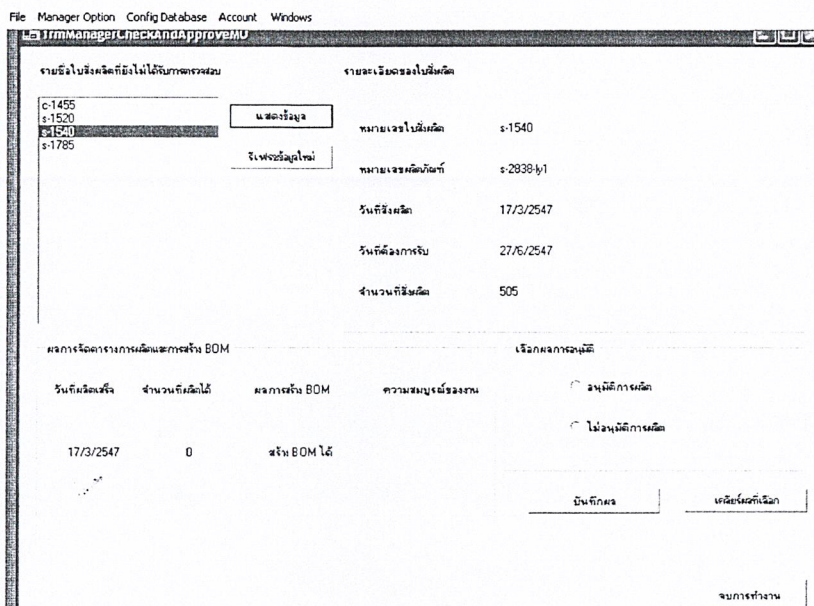 File Manager Option Config Database Account Windows
frmManagerCheckAndApproveMO
รายชื่อใบสั่งผลิตที่ยังไม่ได้รับการตรวจสอบ
c-1455
s-1520
s-1540
s-1785
แสดงข้อมูล
รีเฟรชข้อมูลใหม่
รายละเอียดของใบสั่งผลิต
หมายเลขใบสั่งผลิต s-1540
หมายเลขผลิตภัณฑ์ s-2838-ly1
วันที่สั่งผลิต 17/3/2547
วันที่ต้องการรับ 27/6/2547
จำนวนที่สั่งผลิต 505
ผลการจัดตารางการผลิตและการสร้าง BOM
วันที่ผลิตเสร็จ จำนวนที่ผลิตได้ ผลการสร้าง BOM ความสมบูรณ์ของงาน
17/3/2547 0 สร้าง BOM ได้
เลือกผลการอนุมัติ
อนุมัติการผลิต
ไม่อนุมัติการผลิต
บันทึกผล
เคลียร์ผลที่เลือก
จบการทำงาน